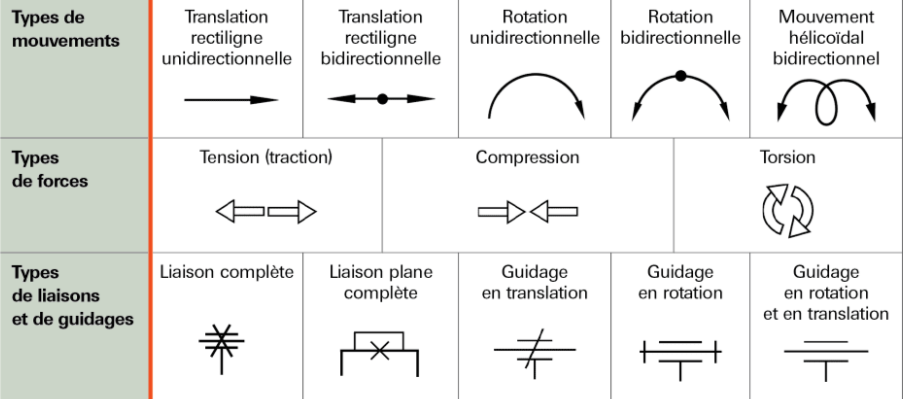 Types de
mouvements
Translation
rectiligne
unidirectionnelle
Translation
rectiligne
bidirectionnelle
Rotation
unidirectionnelle
Rotation
bidirectionnelle
Mouvement
hélicoïdal
bidirectionnel
Types
de forces
Tension (traction)
Compression
Torsion
Types
de liaisons
et de guidages
Liaison complète
Liaison plane
complète
Guidage
en translation
Guidage
en rotation
Guidage
en rotation
et en translation